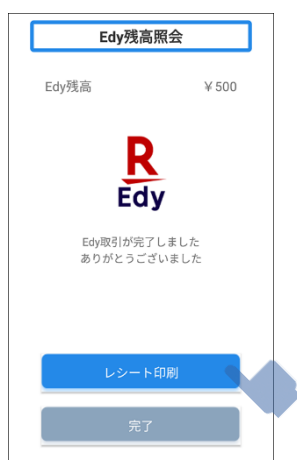 Edy残高照会
Edy残高 ￥500
R
Edy
Edy取引が完了しました
ありがとうございました
レシート印刷
完了